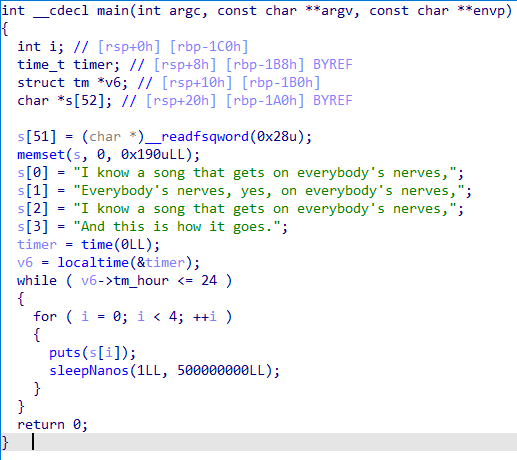 int __cdecl main(int argc, const char **argv, const char **envp)
{
  int i; // [rsp+0h] [rbp-1C0h]
  time_t timer; // [rsp+8h] [rbp-1B8h] BYREF
  struct tm *v6; // [rsp+10h] [rbp-1B0h]
  char *s[52]; // [rsp+20h] [rbp-1A0h] BYREF

  s[51] = (char *)__readfsqword(0x28u);
  memset(s, 0, 0x190uLL);
  s[0] = "I know a song that gets on everybody's nerves,";
  s[1] = "Everybody's nerves, yes, on everybody's nerves,";
  s[2] = "I know a song that gets on everybody's nerves,";
  s[3] = "And this is how it goes.";
  timer = time(0LL);
  v6 = localtime(&timer);
  while ( v6->tm_hour <= 24 )
  {
    for ( i = 0; i < 4; ++i )
    {
      puts(s[i]);
      sleepNanos(1LL, 500000000LL);
    }
  }
  return 0;
}